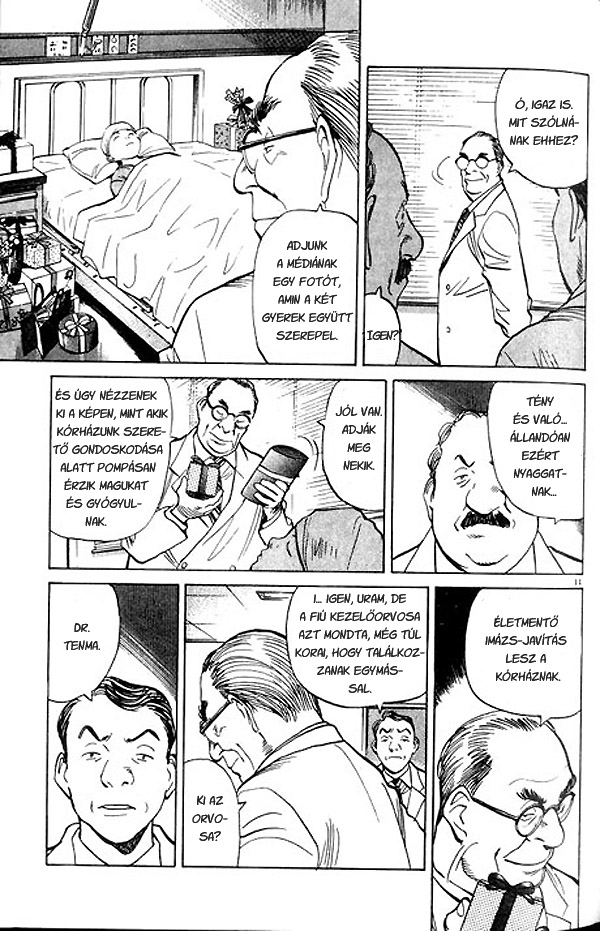 Ó, IGAZ IS.
MIT SZÓLNÁ-
NAK EHHEZ?
IGEN?
ADJUNK
A MÉDIÁNAK
EGY FOTÓT,
AMIN A KÉT
GYEREK EGYÜTT
SZEREPEL.
TÉNY
ÉS VALÓ...
ÁLLANDÓAN
EZÉRT
NYAGGAT-
NAK...
JÓL VAN.
ADJÁK
MEG
NEKIK.
ÉS ÚGY NÉZZENEK
KI A KÉPEN, MINT AKIK
KÓRHÁZUNK SZERE-
TŐ GONDOSKODÁSA
ALATT POMPÁSAN
ÉRZIK MAGUKAT
ÉS GYÓGYUL-
NAK.
11
ÉLETMENTŐ
IMÁZS-JAVÍTÁS
LESZ A
KÓRHÁZNAK.
I... IGEN, URAM, DE
A FIÚ KEZELŐORVOSA
AZT MONDTA, MÉG TÚL
KORAI, HOGY TALÁLKOZ-
ZANAK EGYMÁS-
SAL.
KI AZ
ORVO-
SA?
DR.
TENMA.